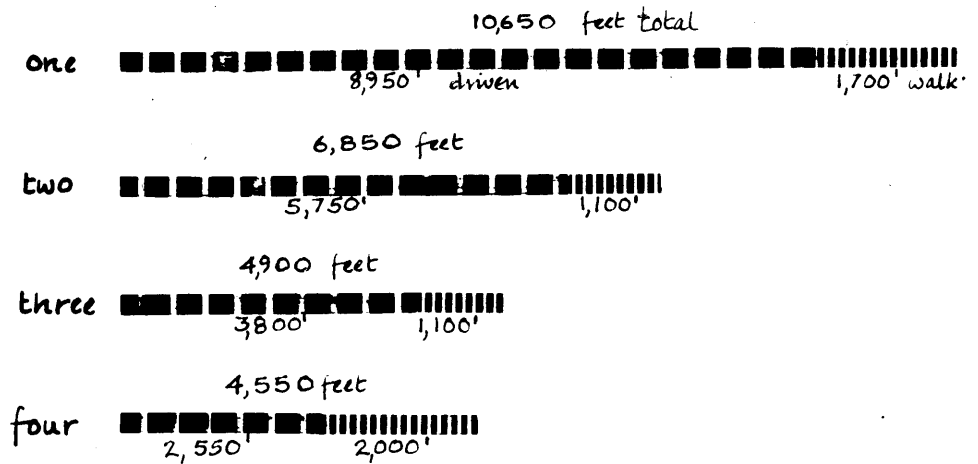 10,650 feet total
one
8,950' driven 1,700' walk.
6,850 feet
two
5,750' 1,100'
4,900 feet
three
3,800' 1,100'
4,550 feet
four
2,550' 2,000'